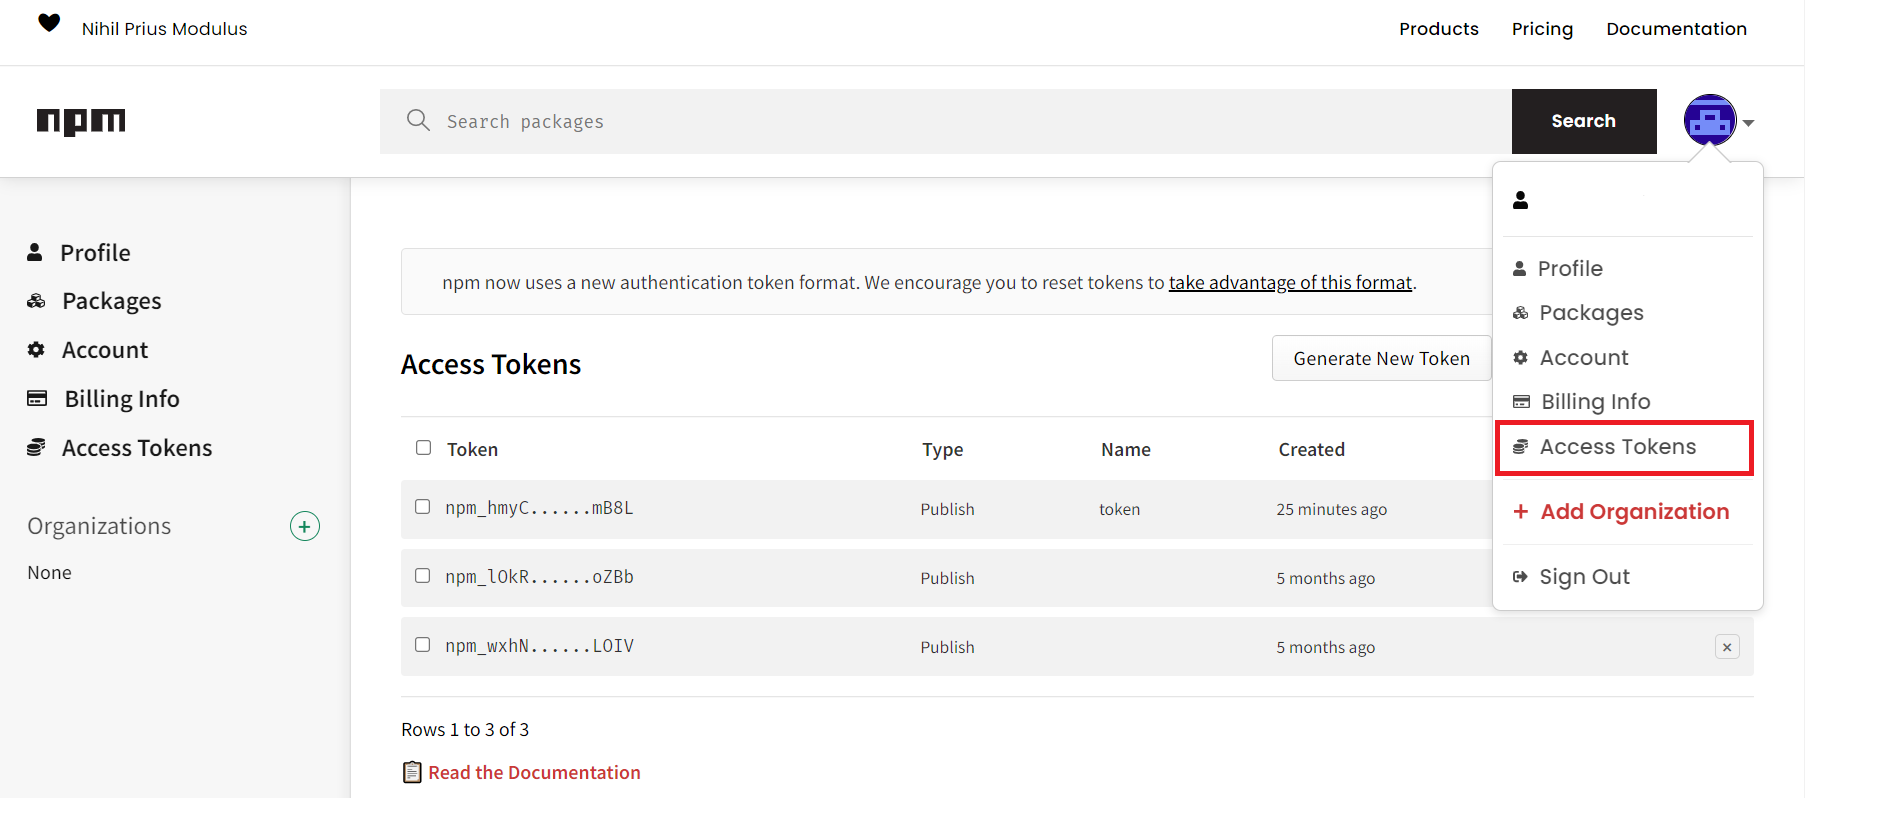 Nihil Prius Modulus
Products Pricing Documentation
npm
Search packages
Search
Profile
Packages
Account
Billing Info
Access Tokens
Organizations
None
npm now uses a new authentication token format. We encourage you to reset tokens to take advantage of this format.
Access Tokens
Generate New Token
Token Type Name Created
npm_hmyC......mB8L Publish token 25 minutes ago
npm_lOkR......oZBb Publish 5 months ago
npm_wxhN......LOIV Publish 5 months ago
Rows 1 to 3 of 3
Read the Documentation
Profile
Packages
Account
Billing Info
Access Tokens
+ Add Organization
Sign Out